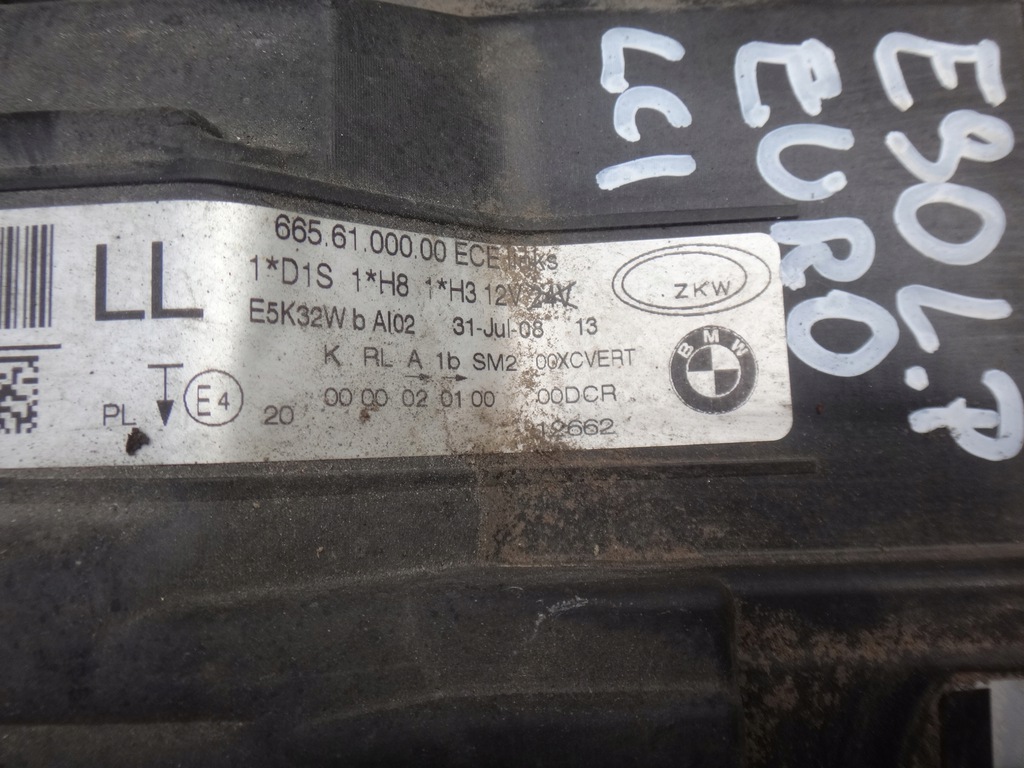 E90 L.P
EURO
LCI
LL
665.61.000.00 ECE links
1*D1S 1*H8 1*H3 12V 24V
E5K32W b AI02 31-Jul-08 13
ZKW
BMW
K RL A 1b SM2 00XCVERT
00 00 02 01 00 00DCR
PL E4 20
12662